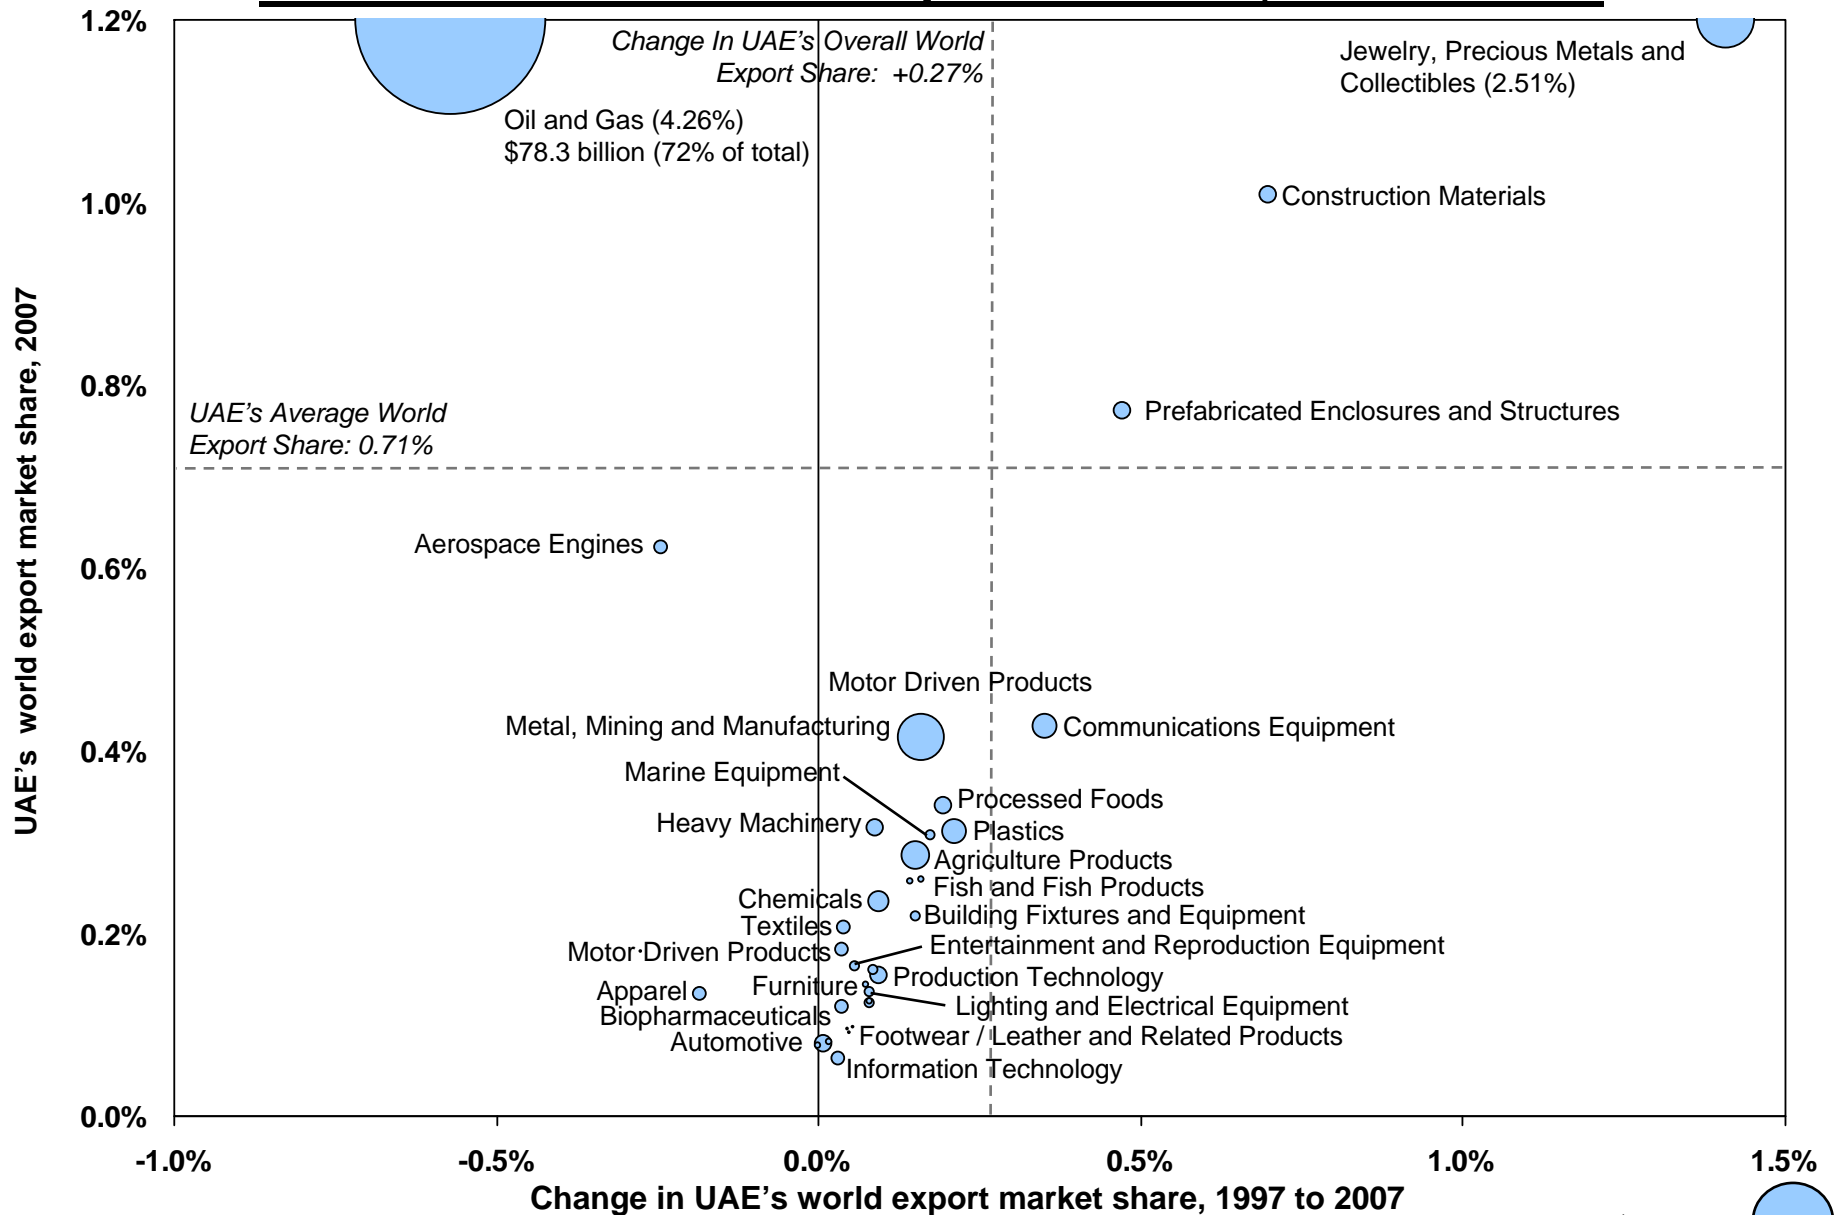 1.2%
Change In UAE's Overall World
Export Share: +0.27%
Jewelry, Precious Metals and
Collectibles (2.51%)
Oil and Gas (4.26%)
$78.3 billion (72% of total)
1.0%
Construction Materials
0.8%
UAE's Average World
Export Share: 0.71%
Prefabricated Enclosures and Structures
UAE's world export market share, 2007
Aerospace Engines
0.6%
Motor Driven Products
Metal, Mining and Manufacturing
Communications Equipment
0.4%
Marine Equipment
Processed Foods
Heavy Machinery
Plastics
Agriculture Products
Fish and Fish Products
Chemicals
Building Fixtures and Equipment
Textiles
0.2%
Entertainment and Reproduction Equipment
Motor Driven Products
Production Technology
Furniture
Apparel
Lighting and Electrical Equipment
Biopharmaceuticals
Footwear / Leather and Related Products
Automotive
Information Technology
0.0%
-1.0%
-0.5%
0.0%
0.5%
1.0%
1.5%
Change in UAE's world export market share, 1997 to 2007